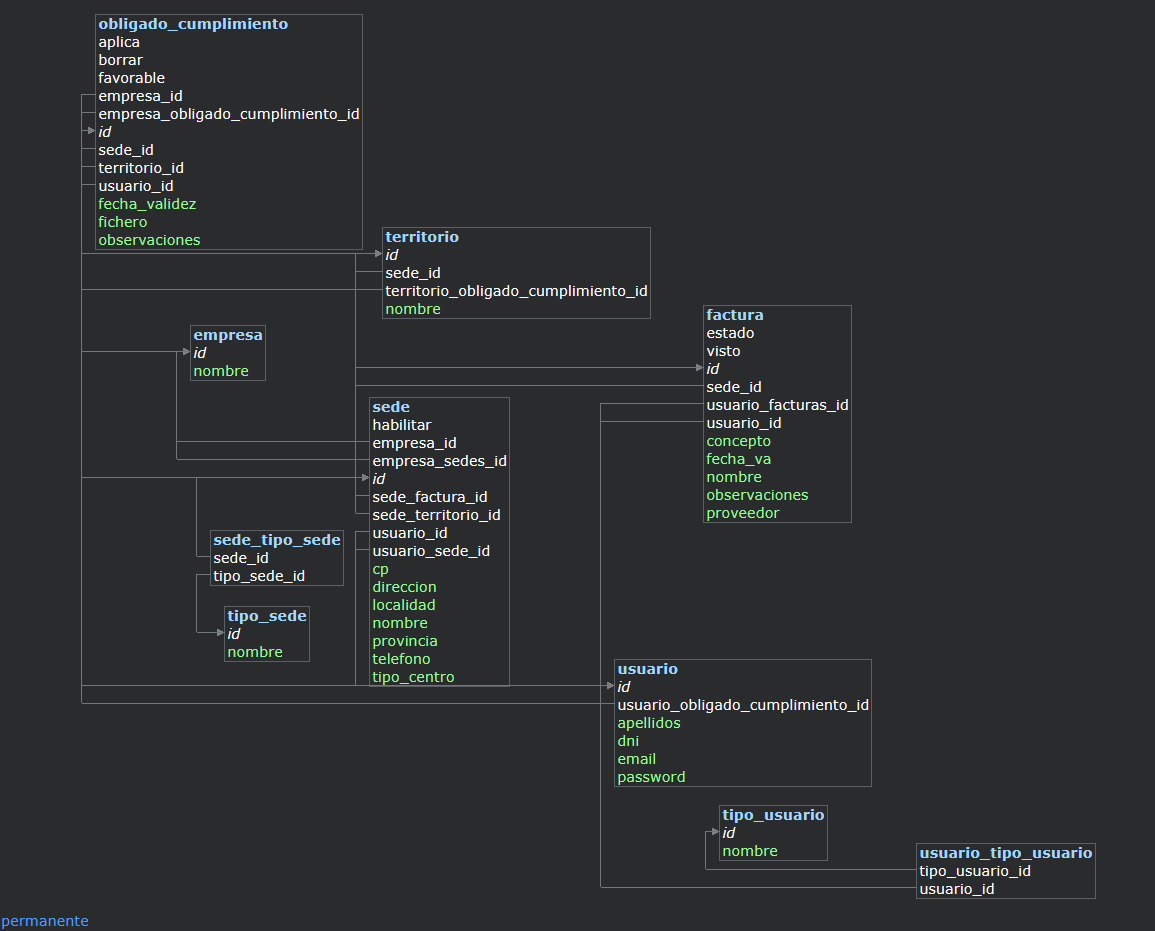 obligado_cumplimiento
aplica
borrar
favorable
empresa_id
empresa_obligado_cumplimiento_id
id
sede_id
territorio_id
usuario_id
fecha_validez
fichero
observaciones
territorio
id
sede_id
territorio_obligado_cumplimiento_id
nombre
empresa
id
nombre
factura
estado
visto
id
sede_id
usuario_facturas_id
usuario_id
concepto
fecha_va
nombre
observaciones
proveedor
sede
habilitar
empresa_id
empresa_sedes_id
id
sede_factura_id
sede_territorio_id
usuario_id
usuario_sede_id
cp
direccion
localidad
nombre
provincia
telefono
tipo_centro
sede_tipo_sede
sede_id
tipo_sede_id
tipo_sede
id
nombre
usuario
id
usuario_obligado_cumplimiento_id
apellidos
dni
email
password
tipo_usuario
id
nombre
usuario_tipo_usuario
tipo_usuario_id
usuario_id
permanente